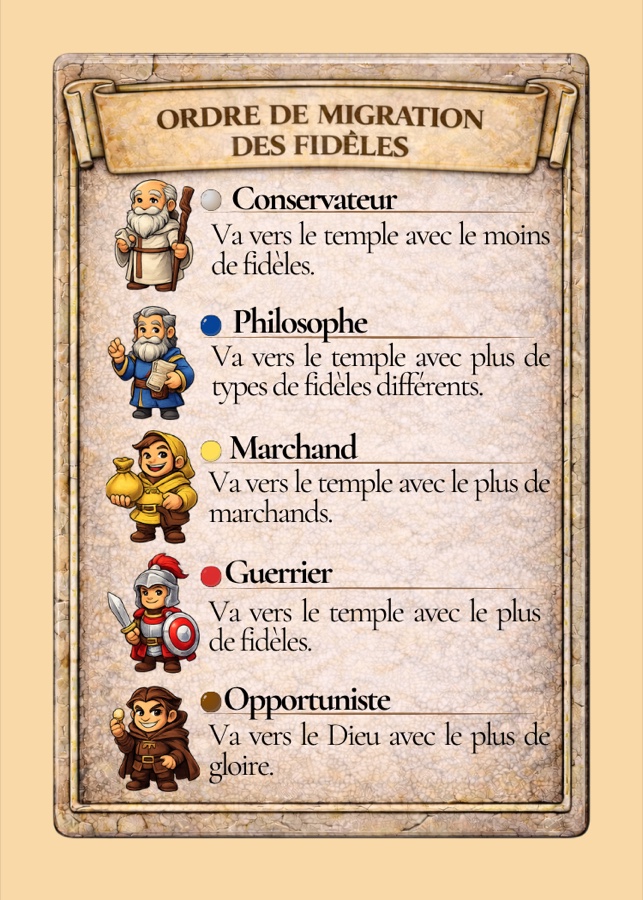 ORDRE DE MIGRATION
DES FIDÈLES
Conservateur
Va vers le temple avec le moins
de fidèles.
Philosophe
Va vers le temple avec plus de
types de fidèles différents.
Marchand
Va vers le temple avec le plus de
marchands.
Guerrier
Va vers le temple avec le plus
de fidèles.
Opportuniste
Va vers le Dieu avec le plus de
gloire.